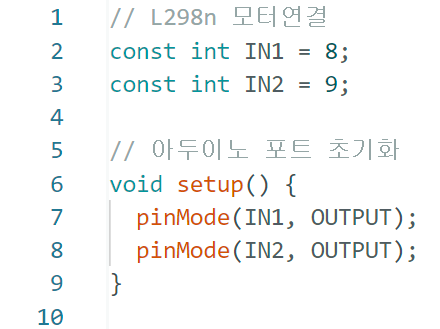 1 // L298n 모터연결
2 const int IN1 = 8;
3 const int IN2 = 9;
4
5 // 아두이노 포트 초기화
6 void setup() {
7 pinMode(IN1, OUTPUT);
8 pinMode(IN2, OUTPUT);
9 }
10